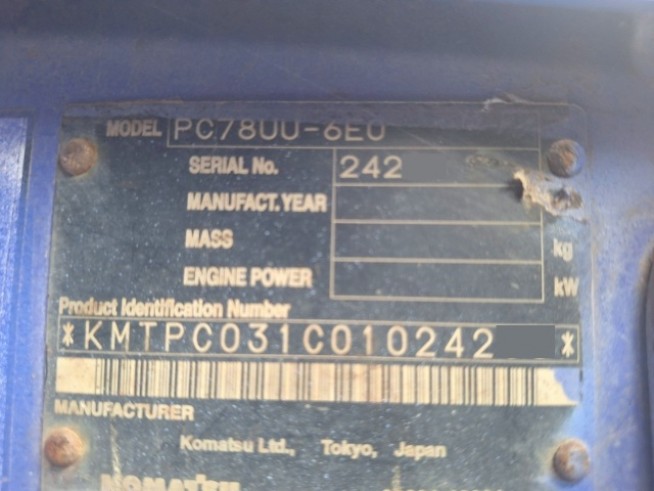 MODEL PC78UU-6E0
SERIAL No. 242
MANUFACT. YEAR
MASS kg
ENGINE POWER kW
Product Identification Number
*KMTPC031C010242 *
MANUFACTURER
Komatsu Ltd., Tokyo, Japan
KOMATSU